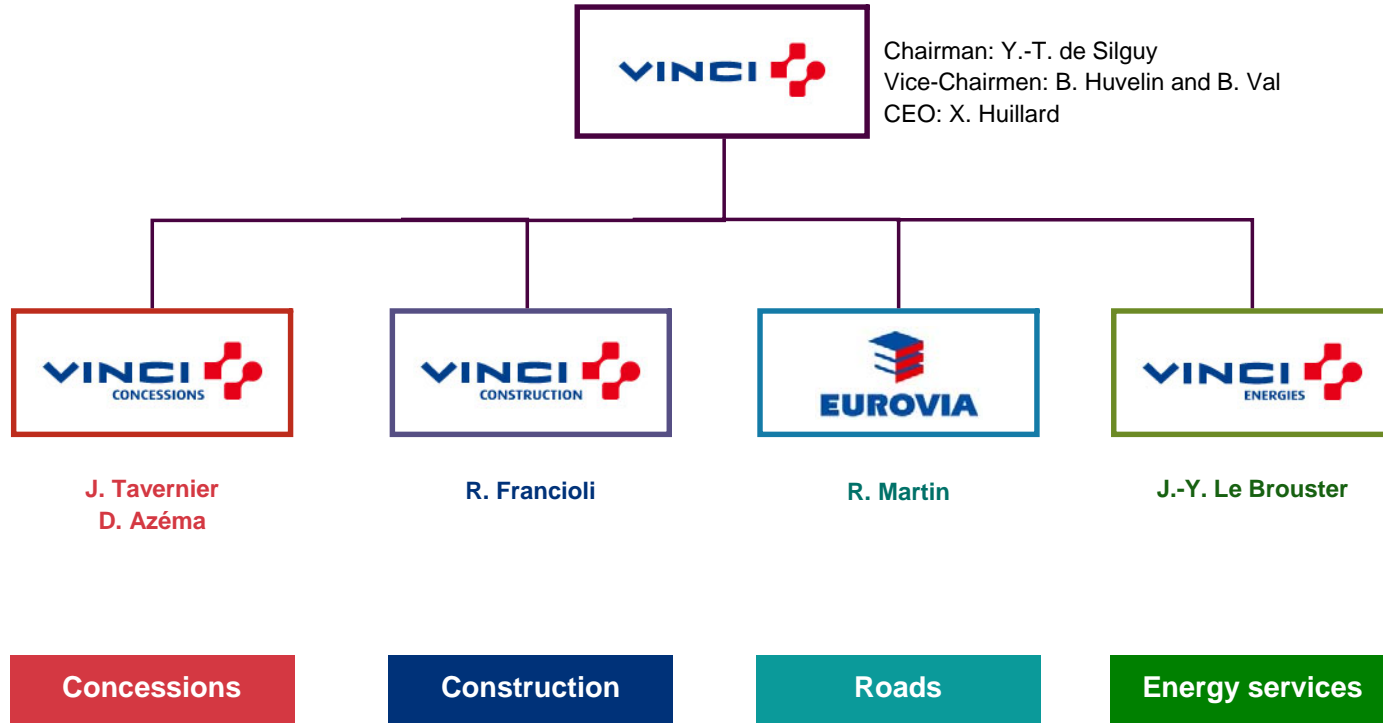 VINCI
Chairman: Y.-T. de Silguy
Vice-Chairmen: B. Huvelin and B. Val
CEO: X. Huillard
VINCI
CONCESSIONS
VINCI
CONSTRUCTION
EUROVIA
VINCI
ENERGIES
J. Tavernier
D. Azéma
R. Francioli
R. Martin
J.-Y. Le Brouster
Concessions
Construction
Roads
Energy services